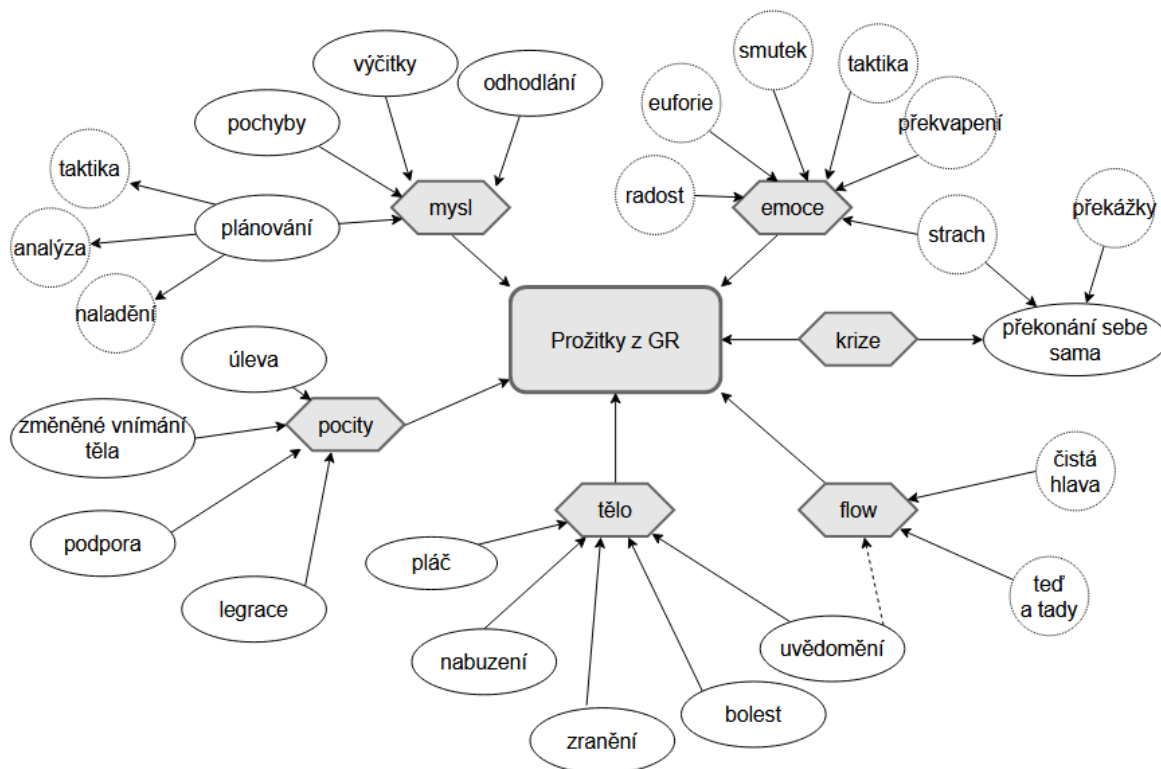 smutek
výčitky
taktika
odhodlání
euforie
pochyby
překvapení
taktika
radost
mysl
emoce
překážky
plánování
strach
analýza
naladění
Prožitky z GR
krize
překonání sebe
sama
úleva
změněné vnímání
těla
pocity
čistá
hlava
tělo
flow
podpora
pláč
teď
a tady
legrace
uvědomění
nabuzení
bolest
zranění